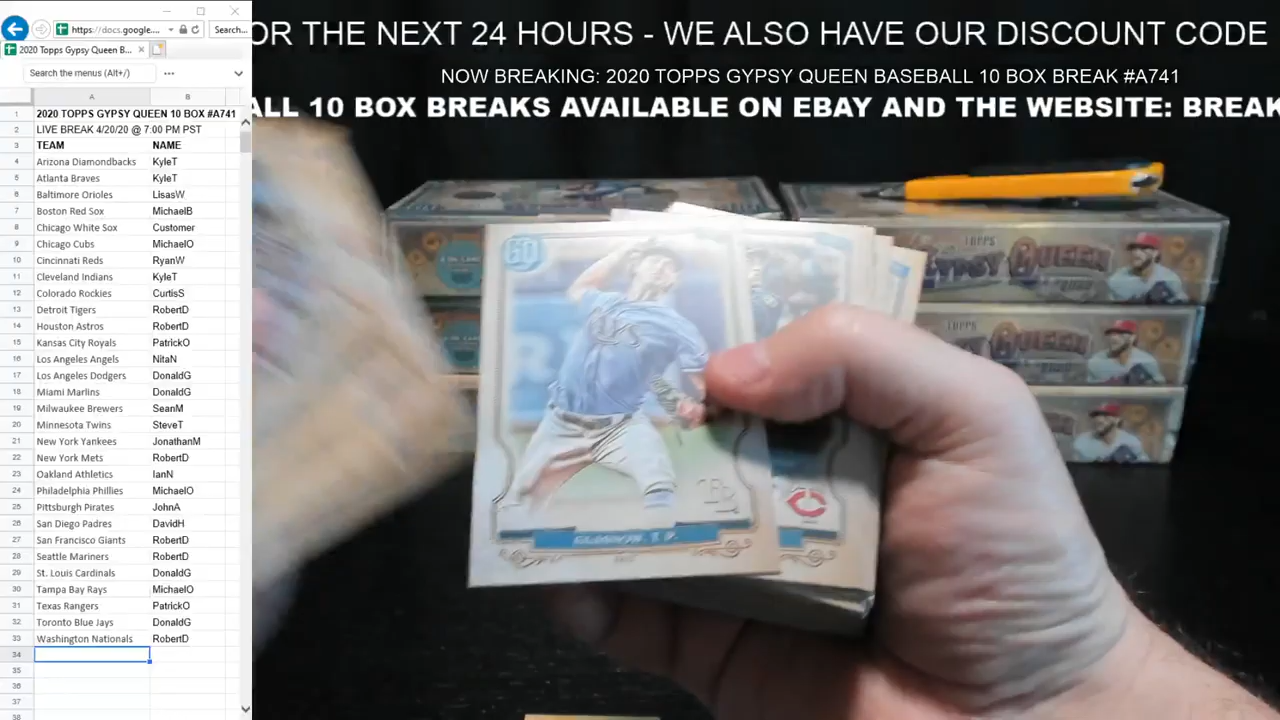 OR THE NEXT 24 HOURS - WE ALSO HAVE OUR DISCOUNT CODE
NOW BREAKING: 2020 TOPPS GYPSY QUEEN BASEBALL 10 BOX BREAK #A741
ALL 10 BOX BREAKS AVAILABLE ON EBAY AND THE WEBSITE: BREAK
https://docs.google....
Search...
2020 Topps Gypsy Queen B...
Search the menus (Alt+/)
A B
1 2020 TOPPS GYPSY QUEEN 10 BOX #A741
2 LIVE BREAK 4/20/20 @ 7:00 PM PST
3 TEAM NAME
4 Arizona Diamondbacks KyleT
5 Atlanta Braves KyleT
6 Baltimore Orioles LisasW
7 Boston Red Sox MichaelB
8 Chicago White Sox Customer
9 Chicago Cubs MichaelO
10 Cincinnati Reds RyanW
11 Cleveland Indians KyleT
12 Colorado Rockies CurtisS
13 Detroit Tigers RobertD
14 Houston Astros RobertD
15 Kansas City Royals PatrickO
16 Los Angeles Angels NitaN
17 Los Angeles Dodgers DonaldG
18 Miami Marlins DonaldG
19 Milwaukee Brewers SeanM
20 Minnesota Twins SteveT
21 New York Yankees JonathanM
22 New York Mets RobertD
23 Oakland Athletics IanN
24 Philadelphia Phillies MichaelO
25 Pittsburgh Pirates JohnA
26 San Diego Padres DavidH
27 San Francisco Giants RobertD
28 Seattle Mariners RobertD
29 St. Louis Cardinals DonaldG
30 Tampa Bay Rays MichaelO
31 Texas Rangers PatrickO
32 Toronto Blue Jays DonaldG
33 Washington Nationals RobertD
34
35
36
37
38
GQ
TOPPS
GYPSY QUEEN
TOPPS
GYPSY QUEEN